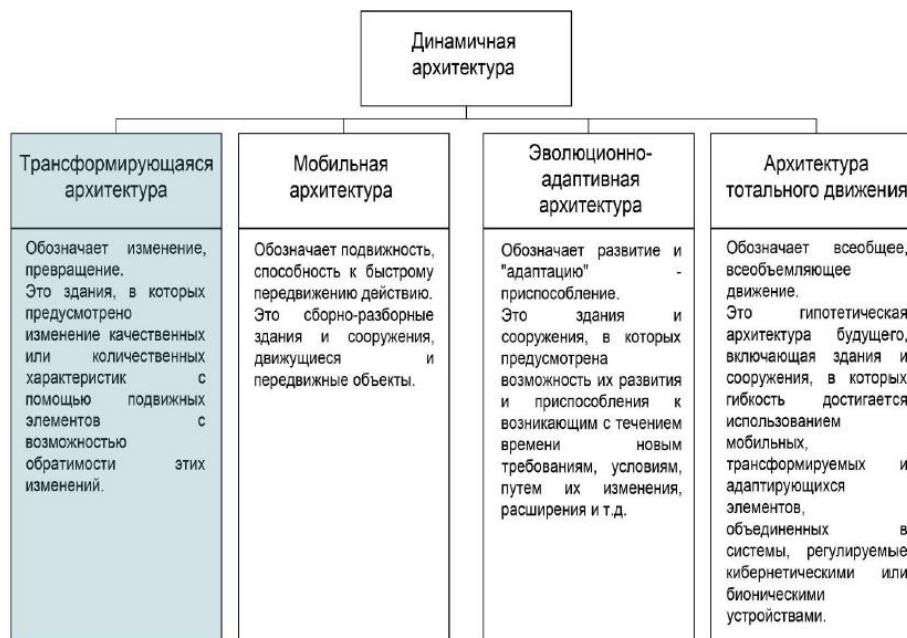 Динамичная
архитектура
Трансформирующаяся
архитектура
Обозначает изменение,
превращение.
Это здания, в которых
предусмотрено
изменение качественных
или количественных
характеристик с
помощью подвижных
элементов с
возможностью
обратимости этих
изменений.
Мобильная
архитектура
Обозначает подвижность,
способность к быстрому
передвижению действию.
Это сборно-разборные
здания и сооружения,
движущиеся и
передвижные объекты.
Эволюционно-
адаптивная
архитектура
Обозначает развитие и
"адаптацию" -
приспособление.
Это здания и
сооружения, в которых
предусмотрена
возможность их развития
и приспособления к
возникающим с течением
времени новым
требованиям, условиям,
путем их изменения,
расширения и т.д.
Архитектура
тотального движения
Обозначает всеобщее,
всеобъемляющее
движение.
Это гипотетическая
архитектура будущего,
включающая здания и
сооружения, в которых
гибкость достигается
использованием
мобильных,
трансформируемых и
адаптирующихся
элементов,
объединенных в
системы, регулируемые
кибернетическими или
бионическими
устройствами.